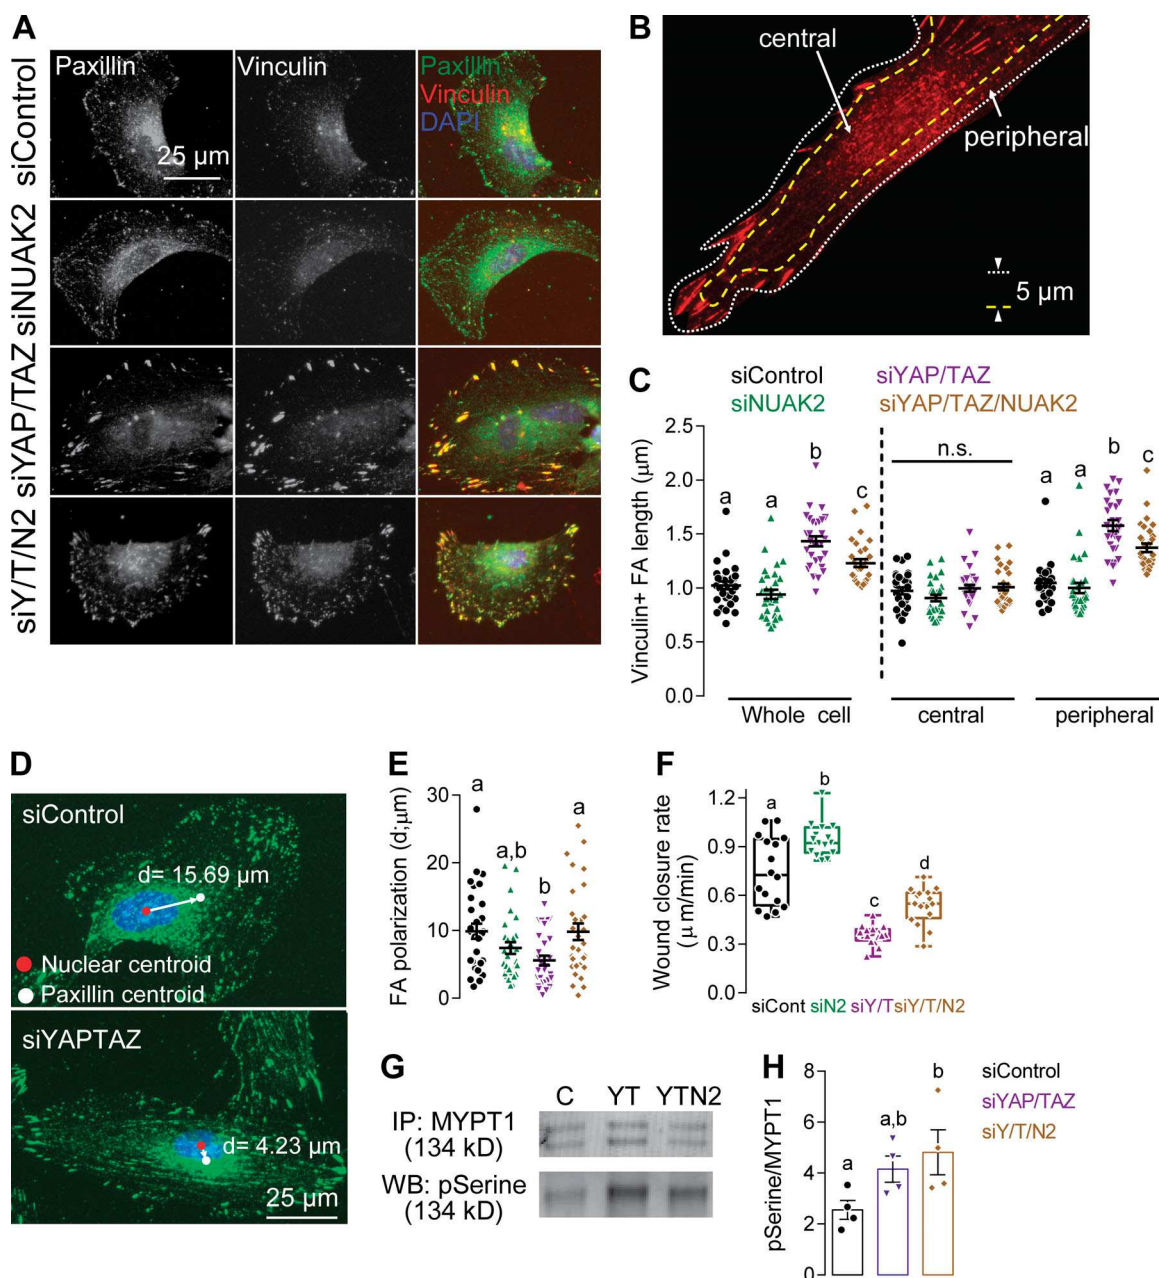 A
siControl
siNUAK2
siYAP/TAZ
siY/T/N2
Paxillin
Vinculin
Paxillin
Vinculin
DAPI
25 µm
B
central
peripheral
5 µm
C
siControl
siNUAK2
siYAP/TAZ
siYAP/TAZ/NUAK2
Vinculin+ FA length (µm)
2.5
2.0
1.5
1.0
0.5
0.0
a
a
b
c
n.s.
a
a
b
c
Whole cell
central
peripheral
D
siControl
d= 15.69 µm
Nuclear centroid
Paxillin centroid
siYAPTAZ
d= 4.23 µm
25 µm
E
FA polarization (d;µm)
30
20
10
0
a
a,b
b
a
F
Wound closure rate
(µm/min)
1.2
0.9
0.6
0.3
0.0
a
b
c
d
siCont
siN2
siY/T
siY/T/N2
G
C
YT
YTN2
IP: MYPT1
(134 kD)
WB: pSerine
(134 kD)
H
pSerine/MYPT1
8
6
4
2
0
a
a,b
b
siControl
siYAP/TAZ
siY/T/N2